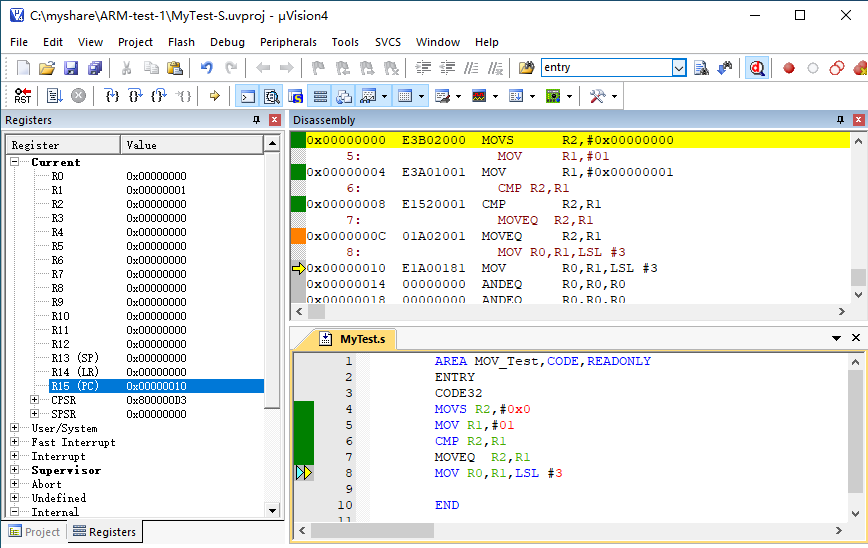 C:\myshare\ARM-test-1\MyTest-S.uvproj - µVision4
File Edit View Project Flash Debug Peripherals Tools SVCS Window Help
entry
RST
Registers
Register Value
Current
R0 0x00000000
R1 0x00000001
R2 0x00000000
R3 0x00000000
R4 0x00000000
R5 0x00000000
R6 0x00000000
R7 0x00000000
R8 0x00000000
R9 0x00000000
R10 0x00000000
R11 0x00000000
R12 0x00000000
R13 (SP) 0x00000000
R14 (LR) 0x00000000
R15 (PC) 0x00000010
CPSR 0x800000D3
SPSR 0x00000000
User/System
Fast Interrupt
Interrupt
Supervisor
Abort
Undefined
Internal
Project Registers
Disassembly
0x00000000 E3B02000 MOVS R2,#0x00000000
5: MOV R1,#01
0x00000004 E3A01001 MOV R1,#0x00000001
6: CMP R2,R1
0x00000008 E1520001 CMP R2,R1
7: MOVEQ R2,R1
0x0000000C 01A02001 MOVEQ R2,R1
8: MOV R0,R1,LSL #3
0x00000010 E1A00181 MOV R0,R1,LSL #3
0x00000014 00000000 ANDEQ R0,R0,R0
0x00000018 00000000 ANDEQ R0,R0,R0
MyTest.s
1 AREA MOV_Test,CODE,READONLY
2 ENTRY
3 CODE32
4 MOVS R2,#0x0
5 MOV R1,#01
6 CMP R2,R1
7 MOVEQ R2,R1
8 MOV R0,R1,LSL #3
9
10 END
11